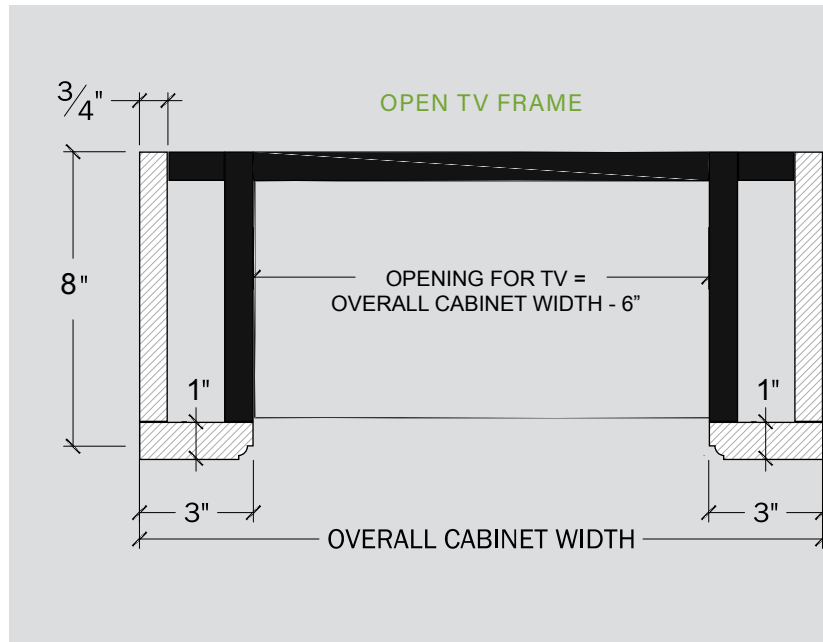 3/4"
OPEN TV FRAME
8"
OPENING FOR TV =
OVERALL CABINET WIDTH - 6”
1"
1"
3"
3"
OVERALL CABINET WIDTH